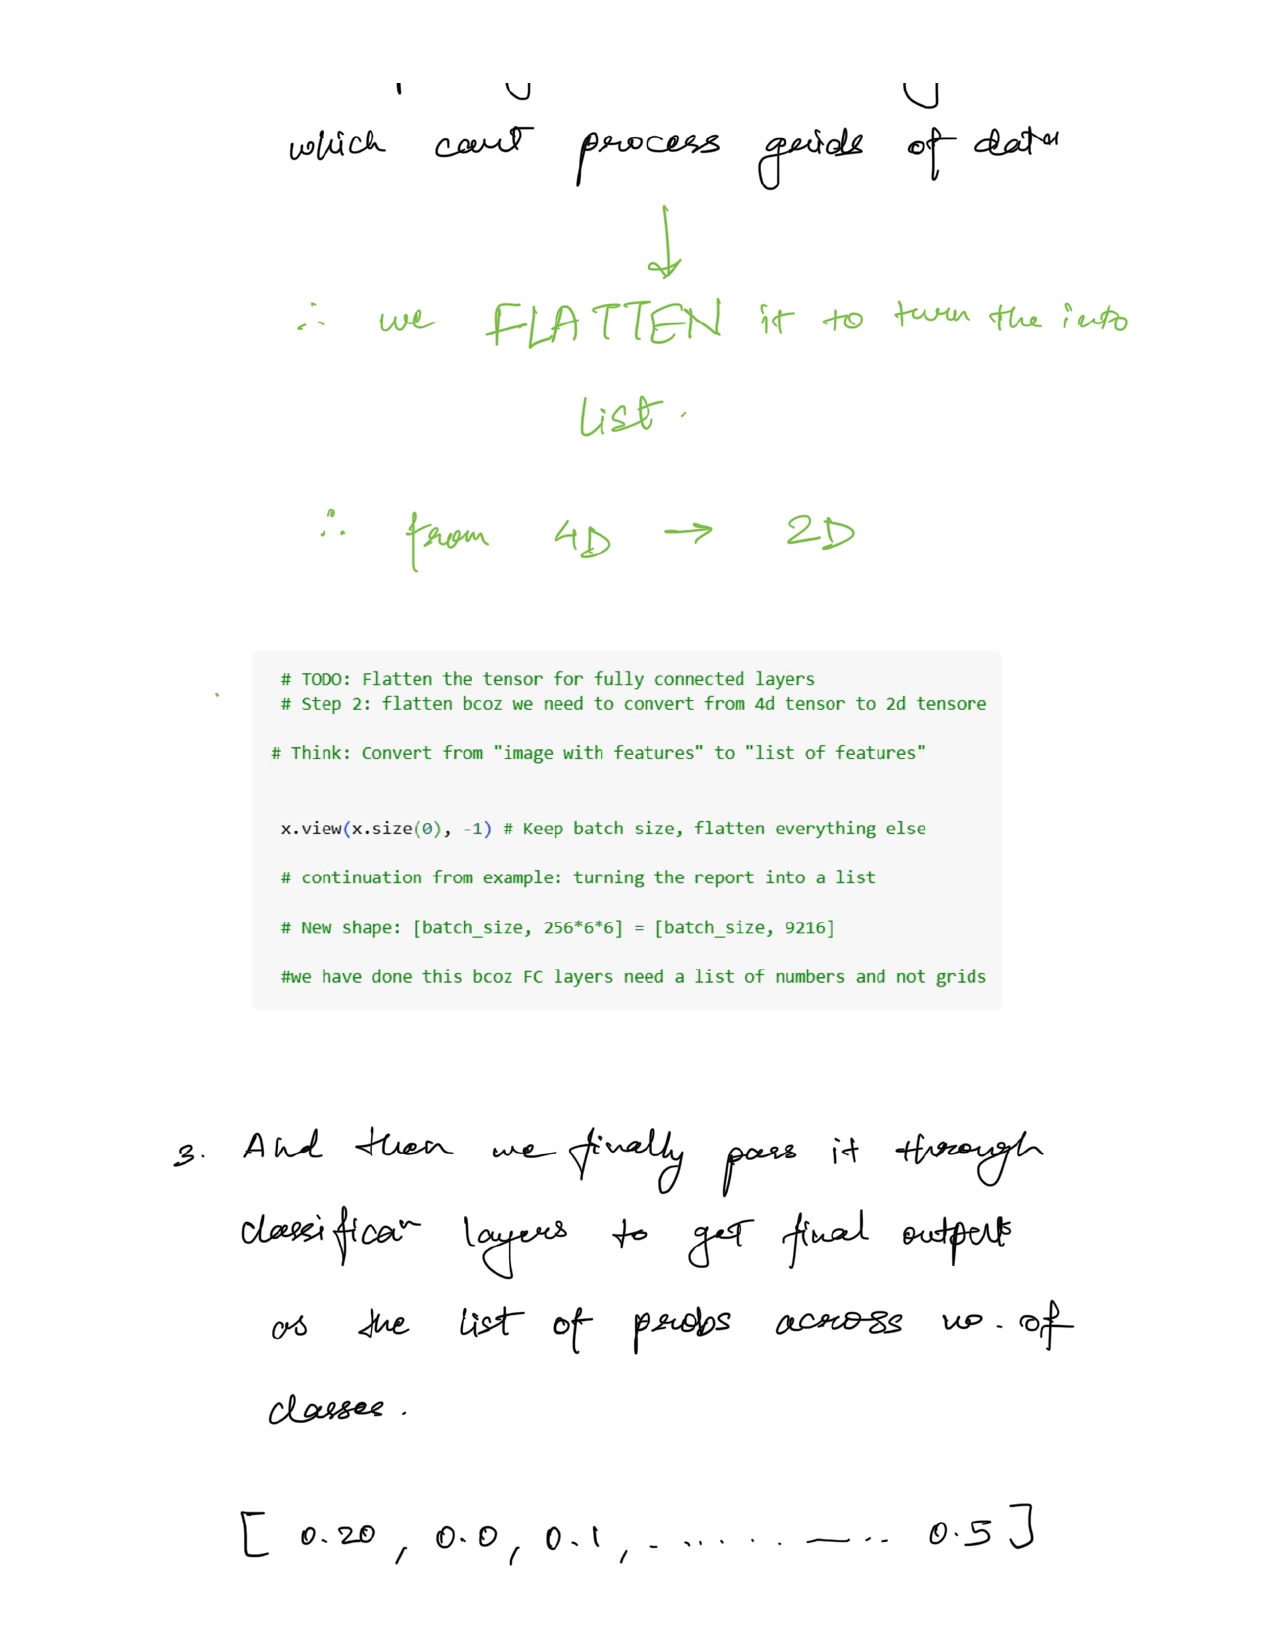 which can't process grids of data
∴ we FLATTEN it to turn the into
list.
∴ from 4D → 2D
# TODO: Flatten the tensor for fully connected layers
# Step 2: flatten bcoz we need to convert from 4d tensor to 2d tensore
# Think: Convert from "image with features" to "list of features"
x.view(x.size(0), -1) # Keep batch size, flatten everything else
# continuation from example: turning the report into a list
# New shape: [batch_size, 256*6*6] = [batch_size, 9216]
#we have done this bcoz FC layers need a list of numbers and not grids
3. And then we finally pass it through
classificaⁿ layers to get final outputs
as the list of probs across no. of
classes.
[ 0.20, 0.0, 0.1, - ..... — .. 0.5 ]